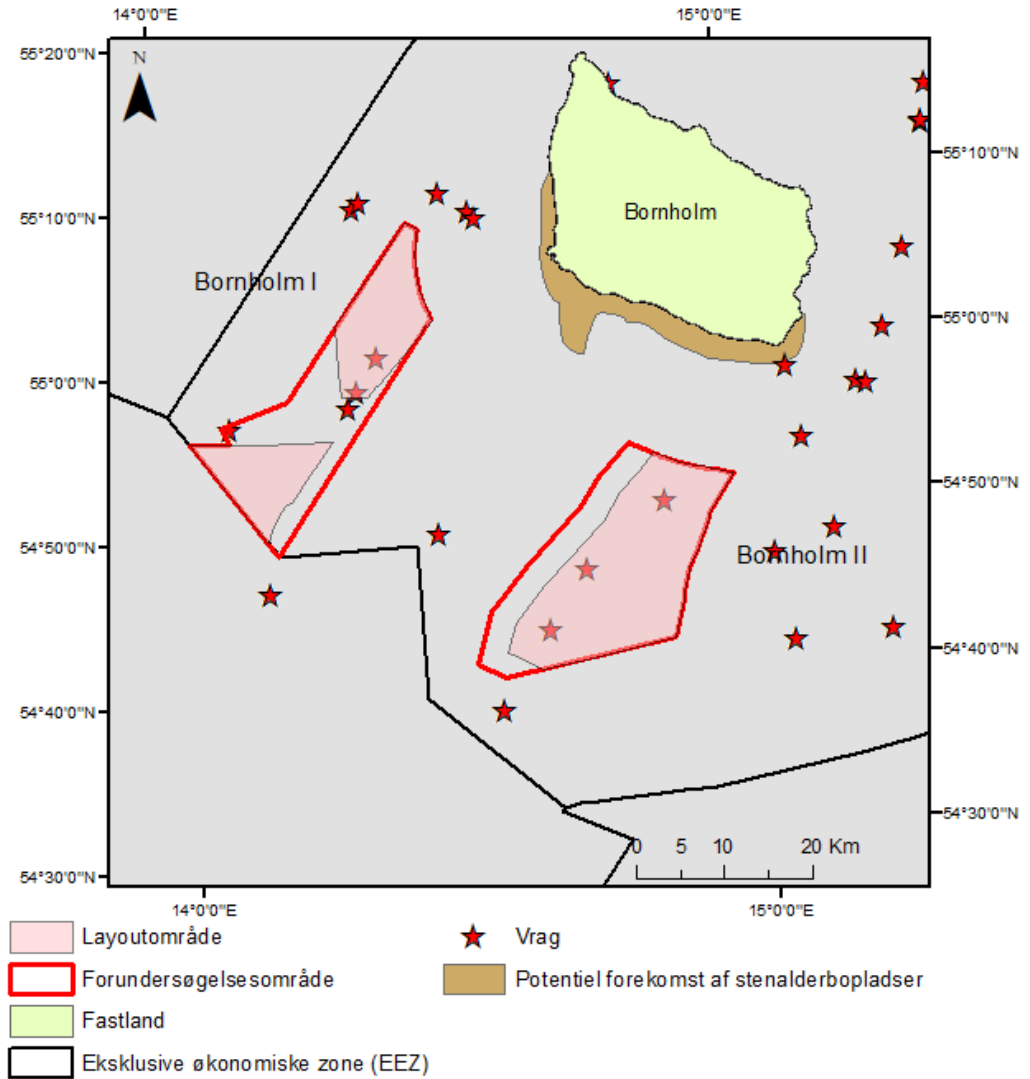 14°0'0"E
15°0'0"E
55°20'0"N
N
55°10'0"N
55°10'0"N
Bornholm
Bornholm I
55°0'0"N
55°0'0"N
54°50'0"N
54°50'0"N
Bornholm II
54°40'0"N
54°40'0"N
54°30'0"N
0 5 10 20 Km
54°30'0"N
14°0'0"E
15°0'0"E
Layoutområde
Vrag
Forundersøgelsesområde
Potentiel forekomst af stenalderbopladser
Fastland
Eksklusive økonomiske zone (EEZ)